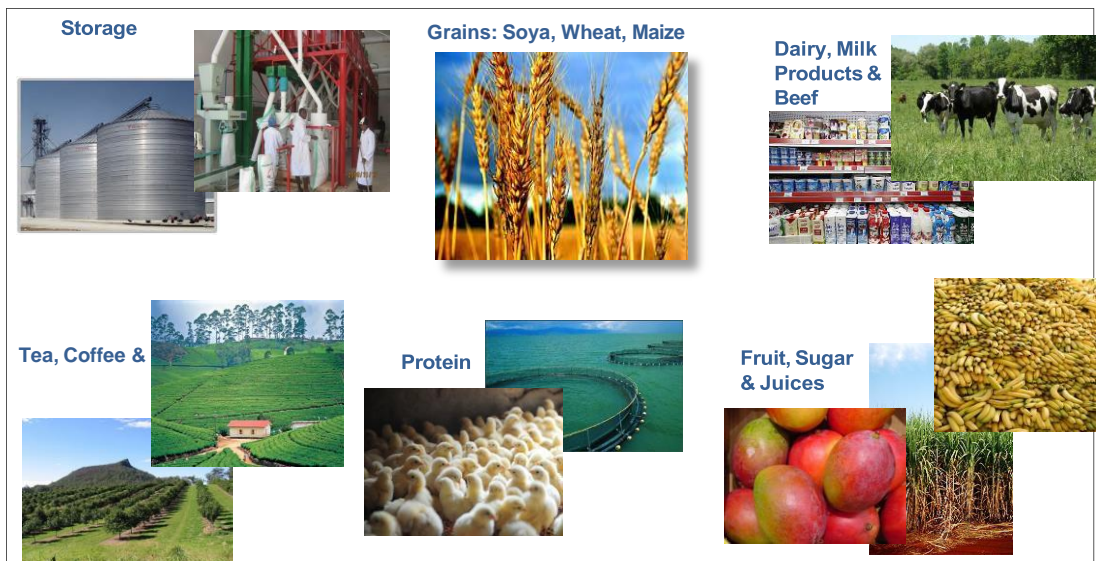 Storage
Grains: Soya, Wheat, Maize
Dairy, Milk
Products &
Beef
Tea, Coffee &
Protein
Fruit, Sugar
& Juices